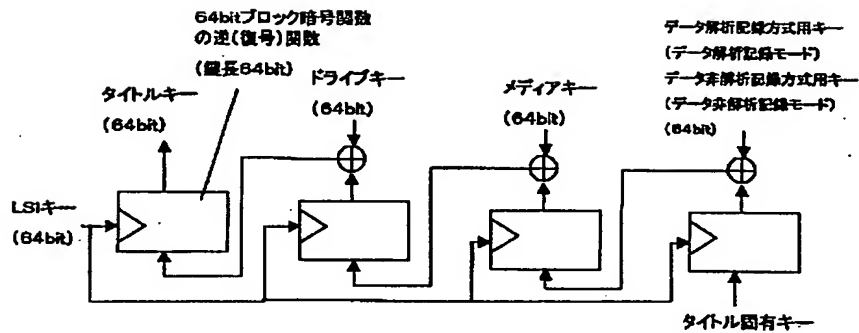 64bitブロック暗号関数
の逆(復号)関数
(鍵長64bit)
タイトルキー
(64bit)
ドライブキー
(64bit)
メディアキー
(64bit)
データ解析記録方式用キー
(データ解析記録モード)
データ非解析記録方式用キー
(データ非解析記録モード)
(64bit)
LSIキー
(64bit)
タイトル固有キー